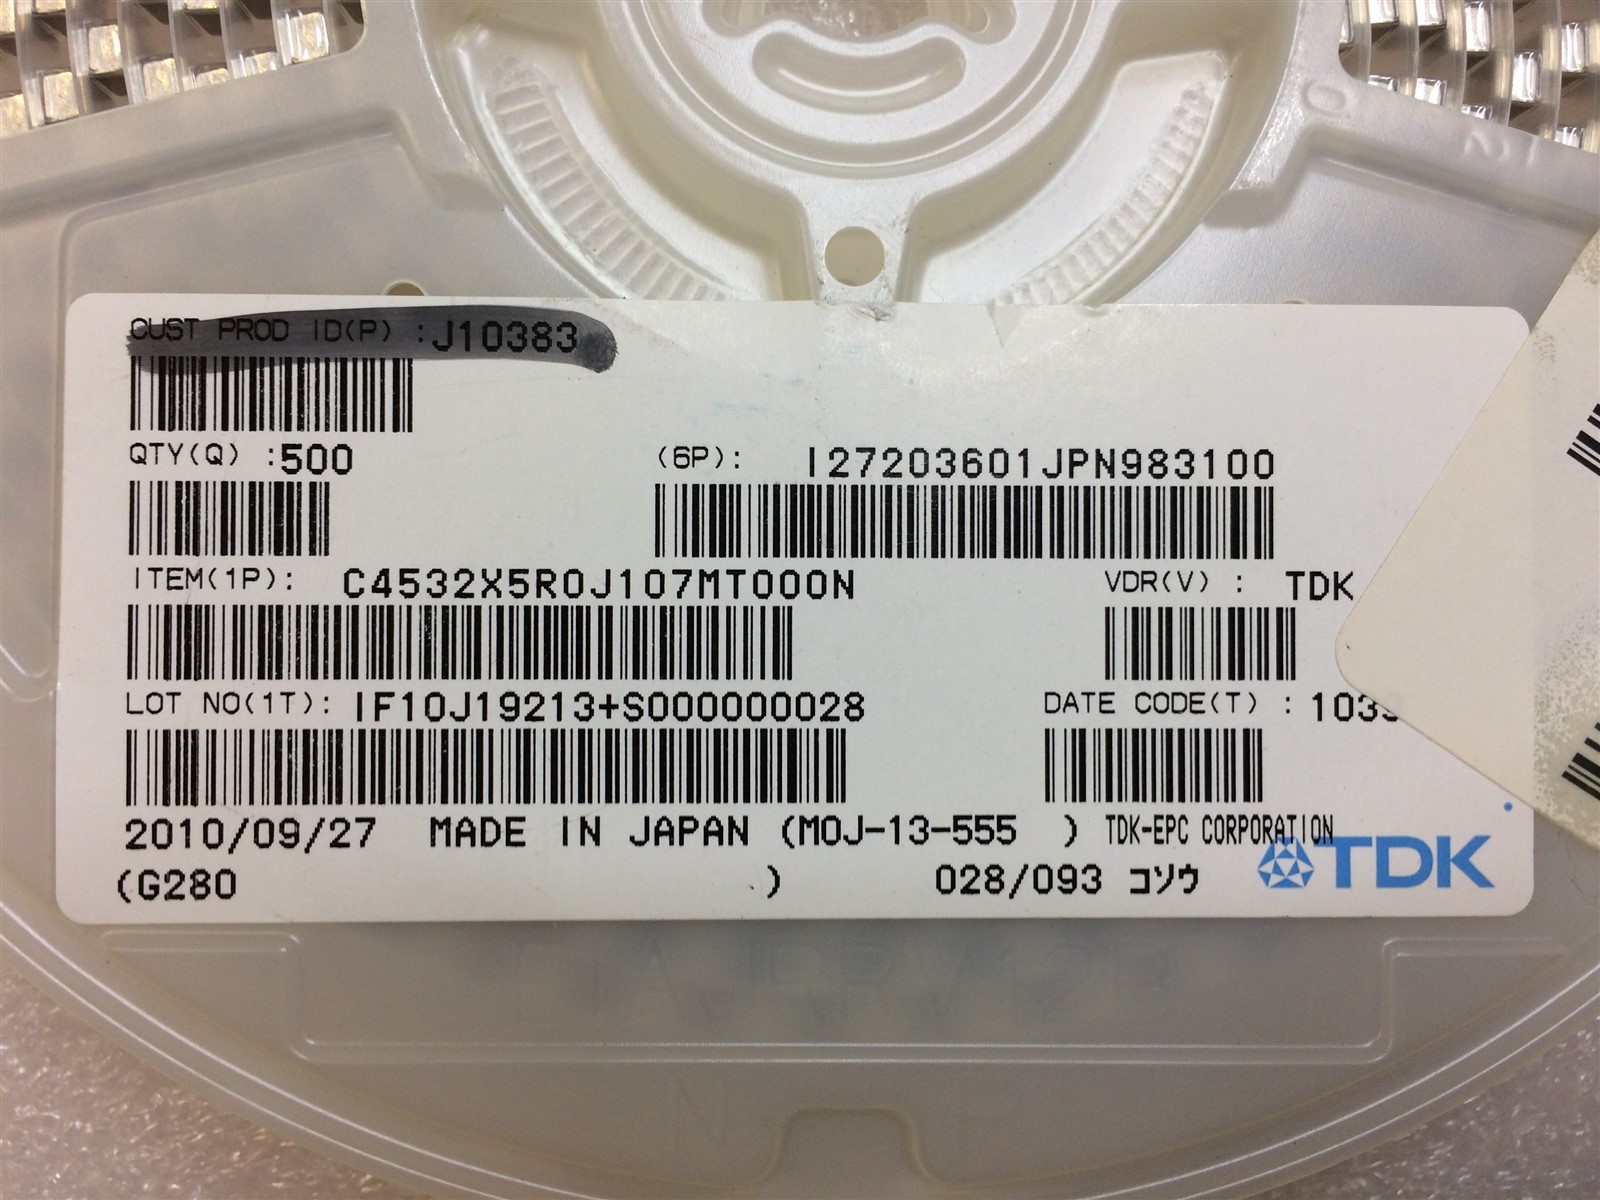 CUST PROD ID(P) :J10383
QTY(Q) :500
(6P): I27203601JPN983100
ITEM(1P): C4532X5R0J107MT000N
VDR(V) : TDK
LOT NO(1T): IF10J19213+S000000028
DATE CODE(T) : 1039
2010/09/27 MADE IN JAPAN (MOJ-13-555 ) TDK-EPC CORPORATION
(G280 ) 028/093 コソウ
TDK